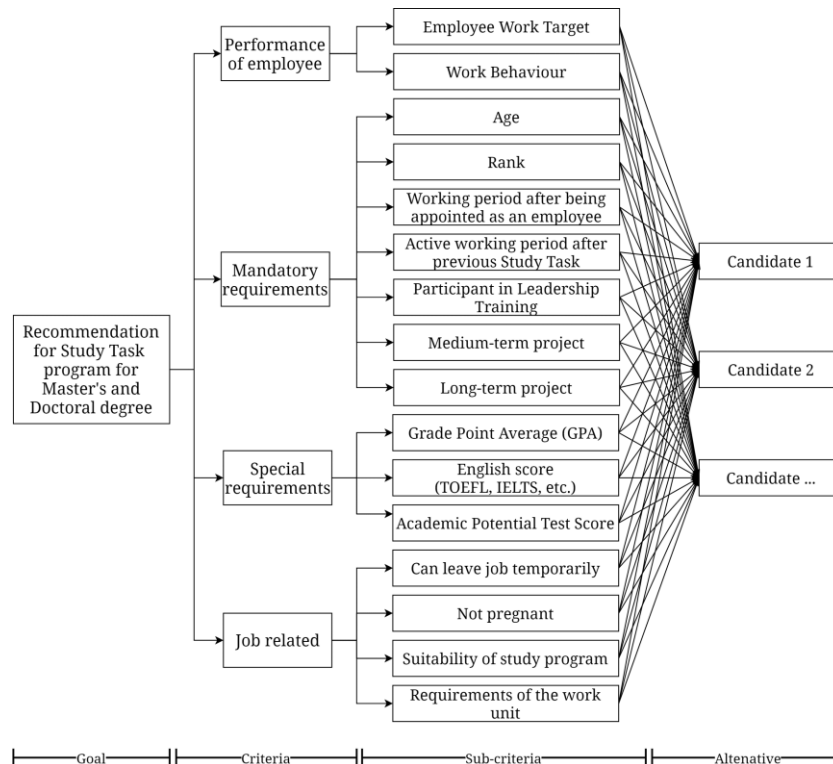 Recommendation
for Study Task
program for
Master's and
Doctoral degree
Performance
of employee
Mandatory
requirements
Special
requirements
Job related
Employee Work Target
Work Behaviour
Age
Rank
Working period after being
appointed as an employee
Active working period after
previous Study Task
Participant in Leadership
Training
Medium-term project
Long-term project
Grade Point Average (GPA)
English score
(TOEFL, IELTS, etc.)
Academic Potential Test Score
Can leave job temporarily
Not pregnant
Suitability of study program
Requirements of the work
unit
Candidate 1
Candidate 2
Candidate ...
Goal
Criteria
Sub-criteria
Altenative